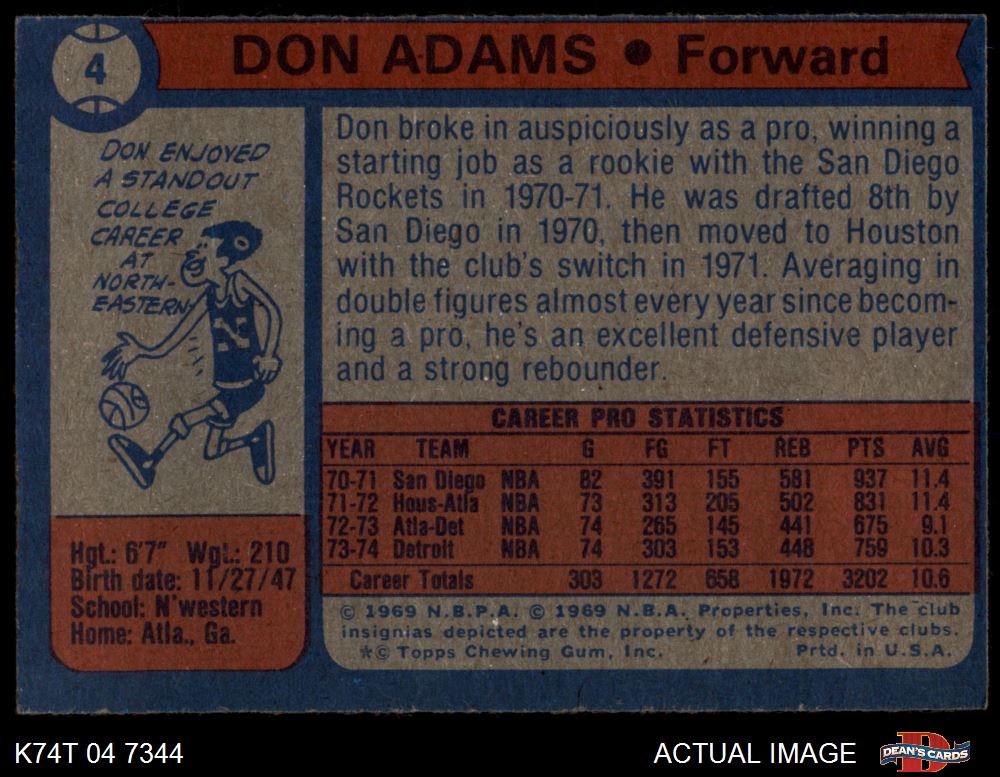 4
DON ADAMS • Forward
DON ENJOYED
A STANDOUT
COLLEGE
CAREER
AT
NORTH-
EASTERN
N
Don broke in auspiciously as a pro, winning a
starting job as a rookie with the San Diego
Rockets in 1970-71. He was drafted 8th by
San Diego in 1970, then moved to Houston
with the club's switch in 1971. Averaging in
double figures almost every year since becom-
ing a pro, he's an excellent defensive player
and a strong rebounder.
Hgt.: 6'7" Wgt.: 210
Birth date: 11/27/47
School: N'western
Home: Atla., Ga.
CAREER PRO STATISTICS
YEAR TEAM G FG FT REB PTS AVG
70-71 San Diego NBA 82 391 155 581 937 11.4
71-72 Hous-Atla NBA 73 313 205 502 831 11.4
72-73 Atla-Det NBA 74 265 145 441 675 9.1
73-74 Detroit NBA 74 303 153 448 759 10.3
Career Totals 303 1272 658 1972 3202 10.6
© 1969 N.B.P.A. © 1969 N.B.A. Properties, Inc. The club
insignias depicted are the property of the respective clubs.
*© Topps Chewing Gum, Inc. Prtd. in U.S.A.
K74T 04 7344 ACTUAL IMAGE D DEAN'S CARDS